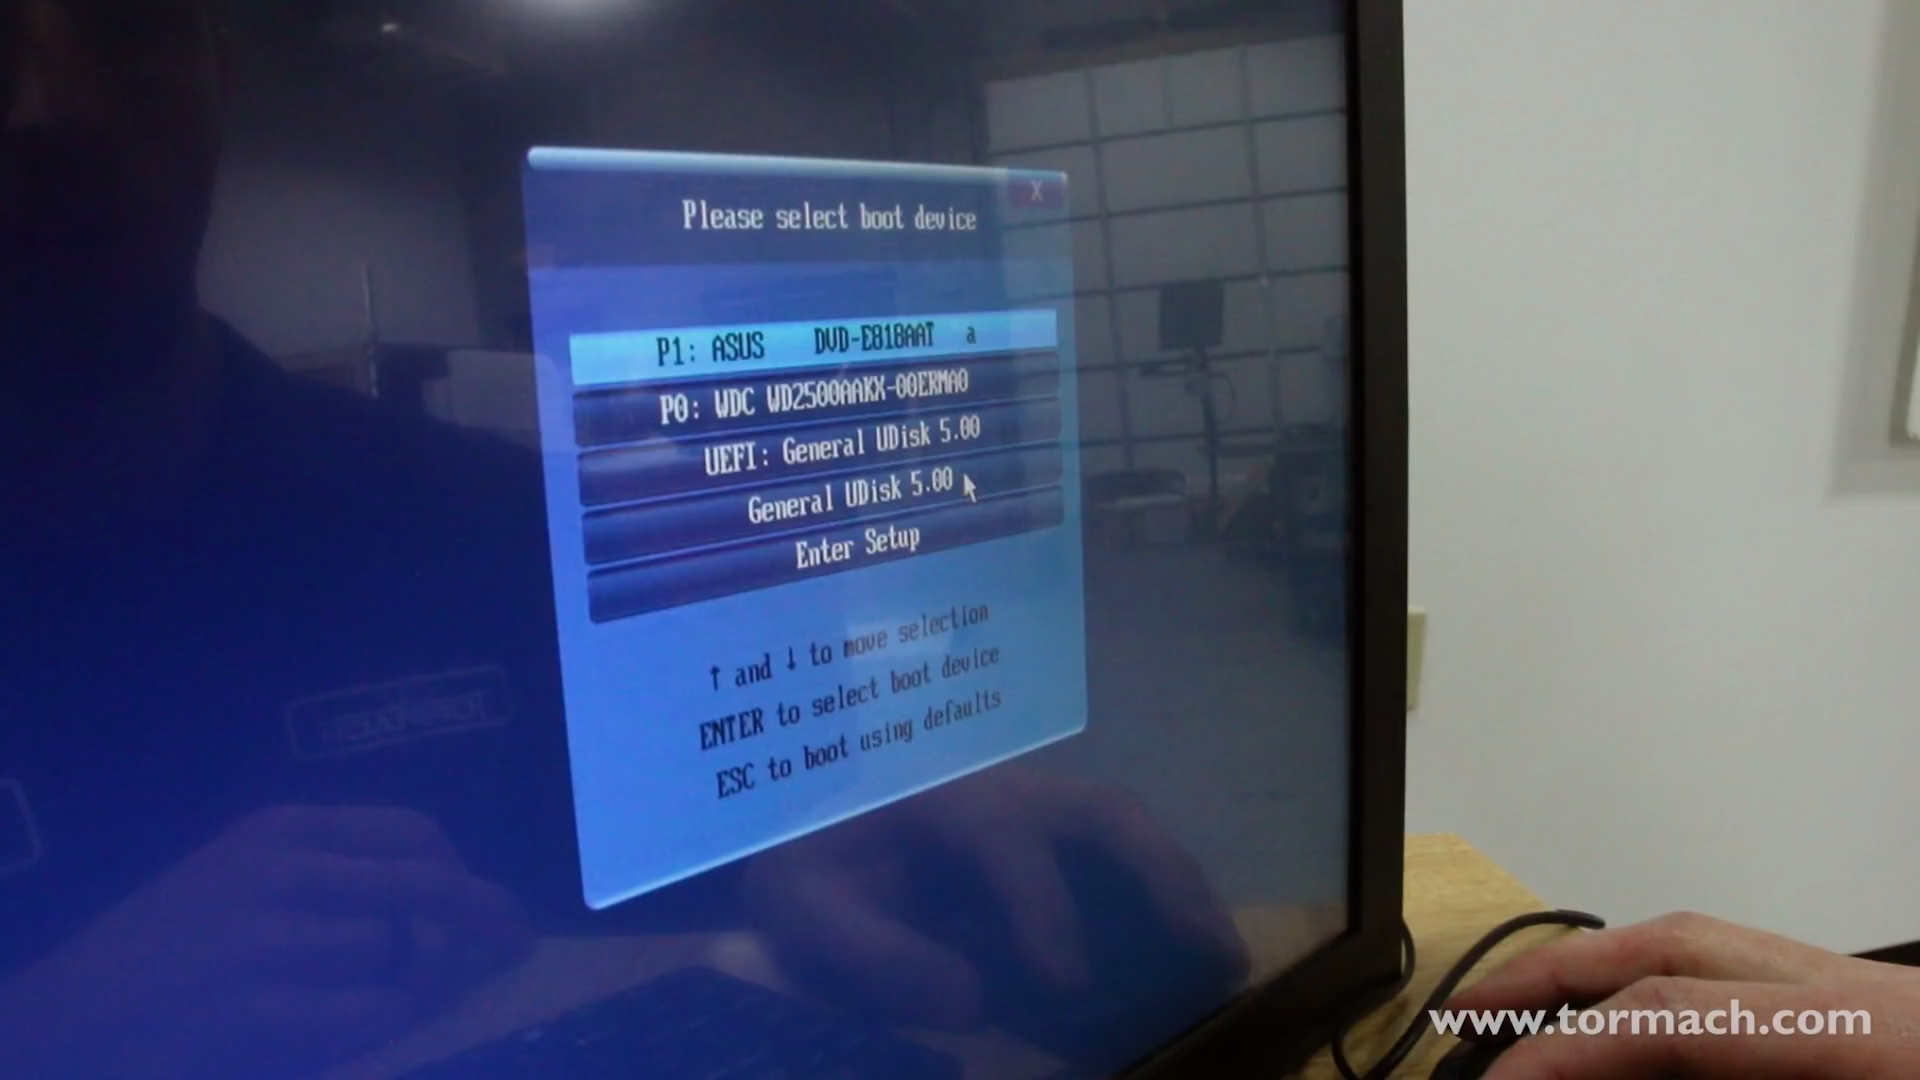 X
Please select boot device
P1: ASUS DVD-E818AAT a
P0: WDC WD2500AAKX-00ERMA0
UEFI: General UDisk 5.00
General UDisk 5.00
Enter Setup
↑ and ↓ to move selection
ENTER to select boot device
ESC to boot using defaults
www.tormach.com